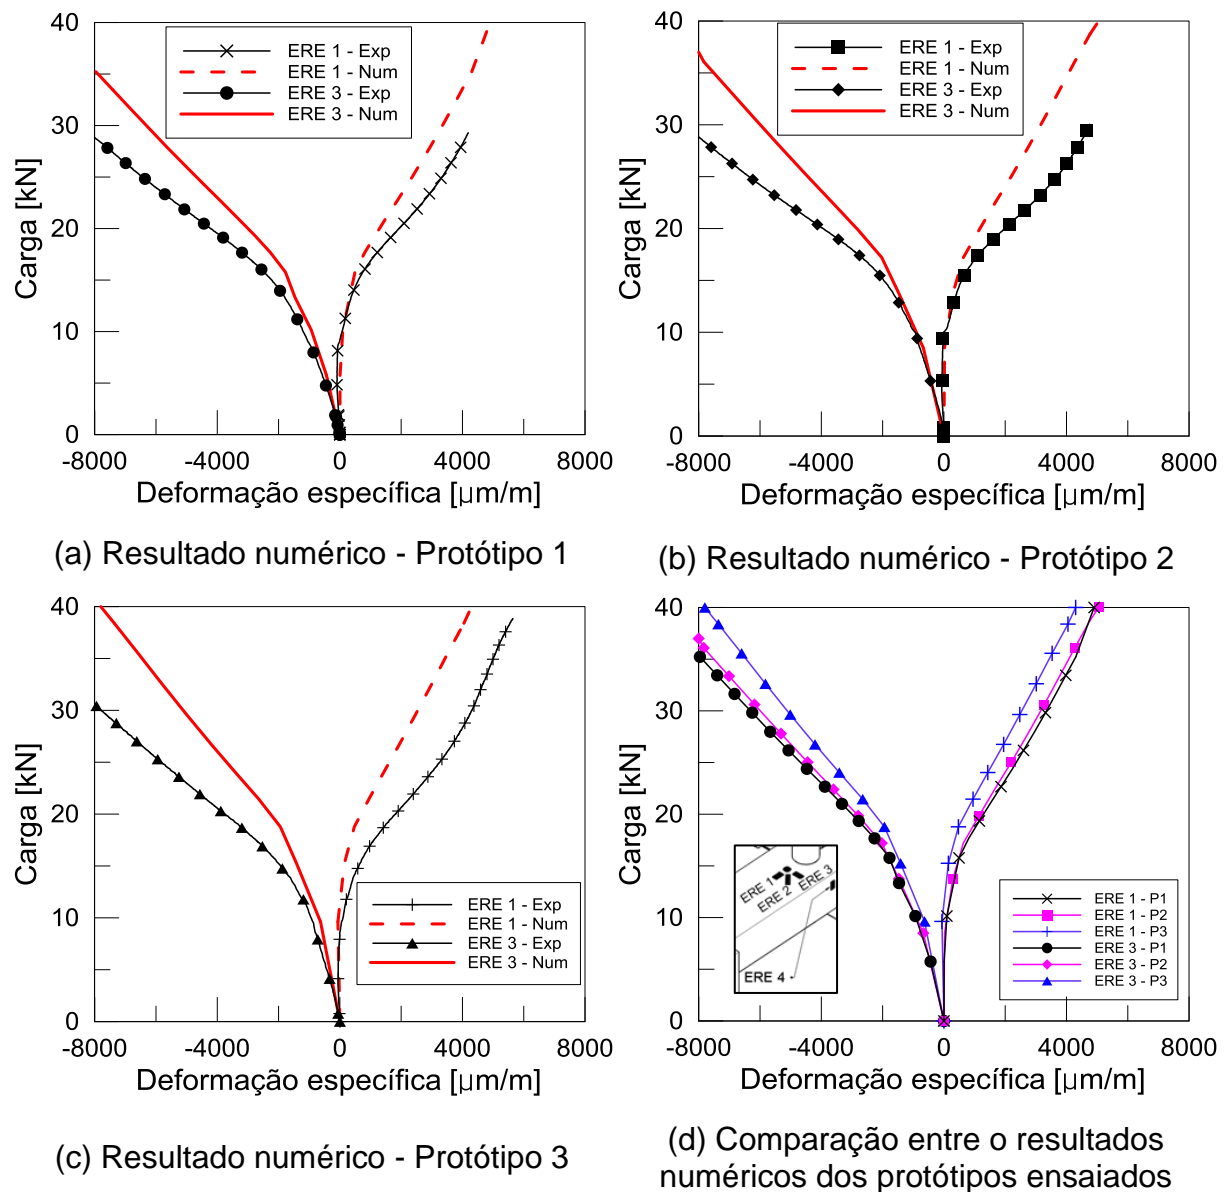 40
30
20
10
0
Carga [kN]
ERE 1 - Exp
ERE 1 - Num
ERE 3 - Exp
ERE 3 - Num
-8000 -4000 0 4000 8000
Deformação específica [μm/m]
(a) Resultado numérico - Protótipo 1
40
30
20
10
0
Carga [kN]
ERE 1 - Exp
ERE 1 - Num
ERE 3 - Exp
ERE 3 - Num
-8000 -4000 0 4000 8000
Deformação específica [μm/m]
(b) Resultado numérico - Protótipo 2
40
30
20
10
0
Carga [kN]
ERE 1 - Exp
ERE 1 - Num
ERE 3 - Exp
ERE 3 - Num
-8000 -4000 0 4000 8000
Deformação específica [μm/m]
(c) Resultado numérico - Protótipo 3
40
30
20
10
0
Carga [kN]
ERE 1
ERE 2
ERE 3
ERE 4
ERE 1 - P1
ERE 1 - P2
ERE 1 - P3
ERE 3 - P1
ERE 3 - P2
ERE 3 - P3
-8000 -4000 0 4000 8000
Deformação específica [μm/m]
(d) Comparação entre o resultados
numéricos dos protótipos ensaiados